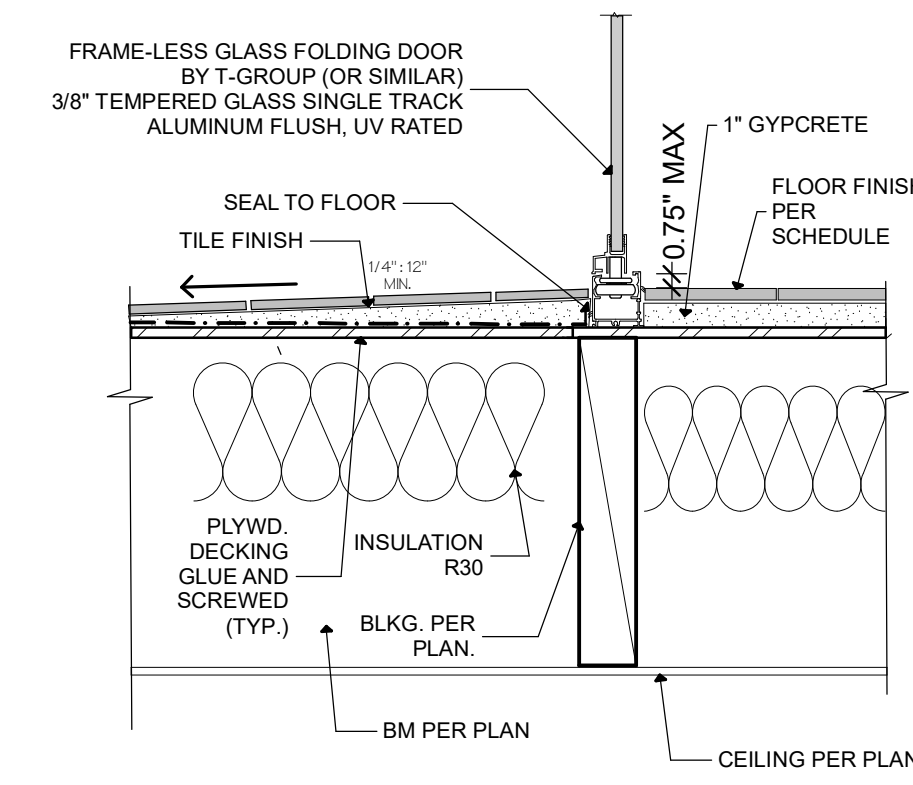 FRAME-LESS GLASS FOLDING DOOR
BY T-GROUP (OR SIMILAR)
3/8" TEMPERED GLASS SINGLE TRACK
ALUMINUM FLUSH, UV RATED
0.75" MAX
1" GYPCRETE
FLOOR FINISH
PER
SCHEDULE
SEAL TO FLOOR
TILE FINISH
1/4":12"
MIN.
PLYWD.
DECKING
GLUE AND
SCREWED
(TYP.)
INSULATION
R30
BLKG. PER
PLAN.
BM PER PLAN
CEILING PER PLAN